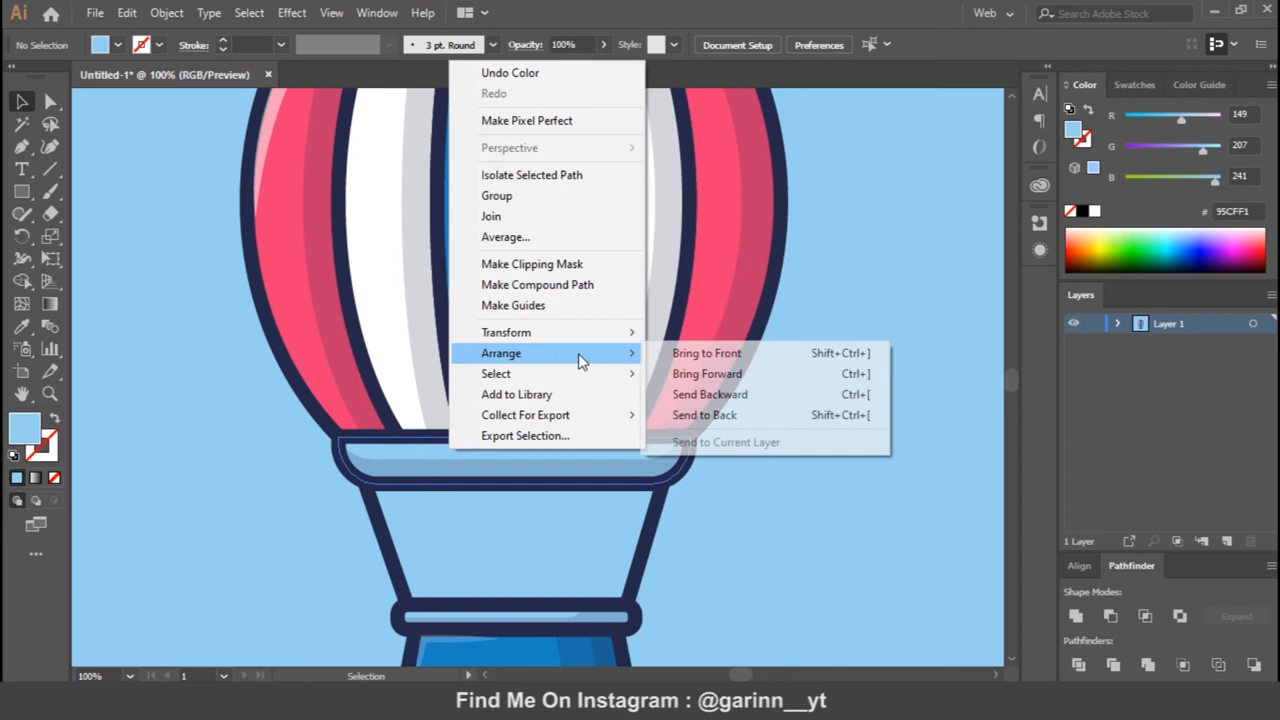 Ai File Edit Object Type Select Effect View Window Help Web Search Adobe Stock
No Selection Stroke: 3 pt. Round Opacity: 100% Style: Document Setup Preferences
Untitled-1* @ 100% (RGB/Preview)
Undo Color
Redo
Make Pixel Perfect
Perspective
Isolate Selected Path
Group
Join
Average...
Make Clipping Mask
Make Compound Path
Make Guides
Transform
Arrange
Select
Add to Library
Collect For Export
Export Selection...
Bring to Front Shift+Ctrl+]
Bring Forward Ctrl+]
Send Backward Ctrl+[
Send to Back Shift+Ctrl+[
Send to Current Layer
Color Swatches Color Guide
R 149
G 207
B 241
# 95CFF1
Layers
Layer 1
1 Layer
Align Pathfinder
Shape Modes:
Expand
Pathfinders:
100% 1 Selection
Find Me On Instagram : @garinn__yt